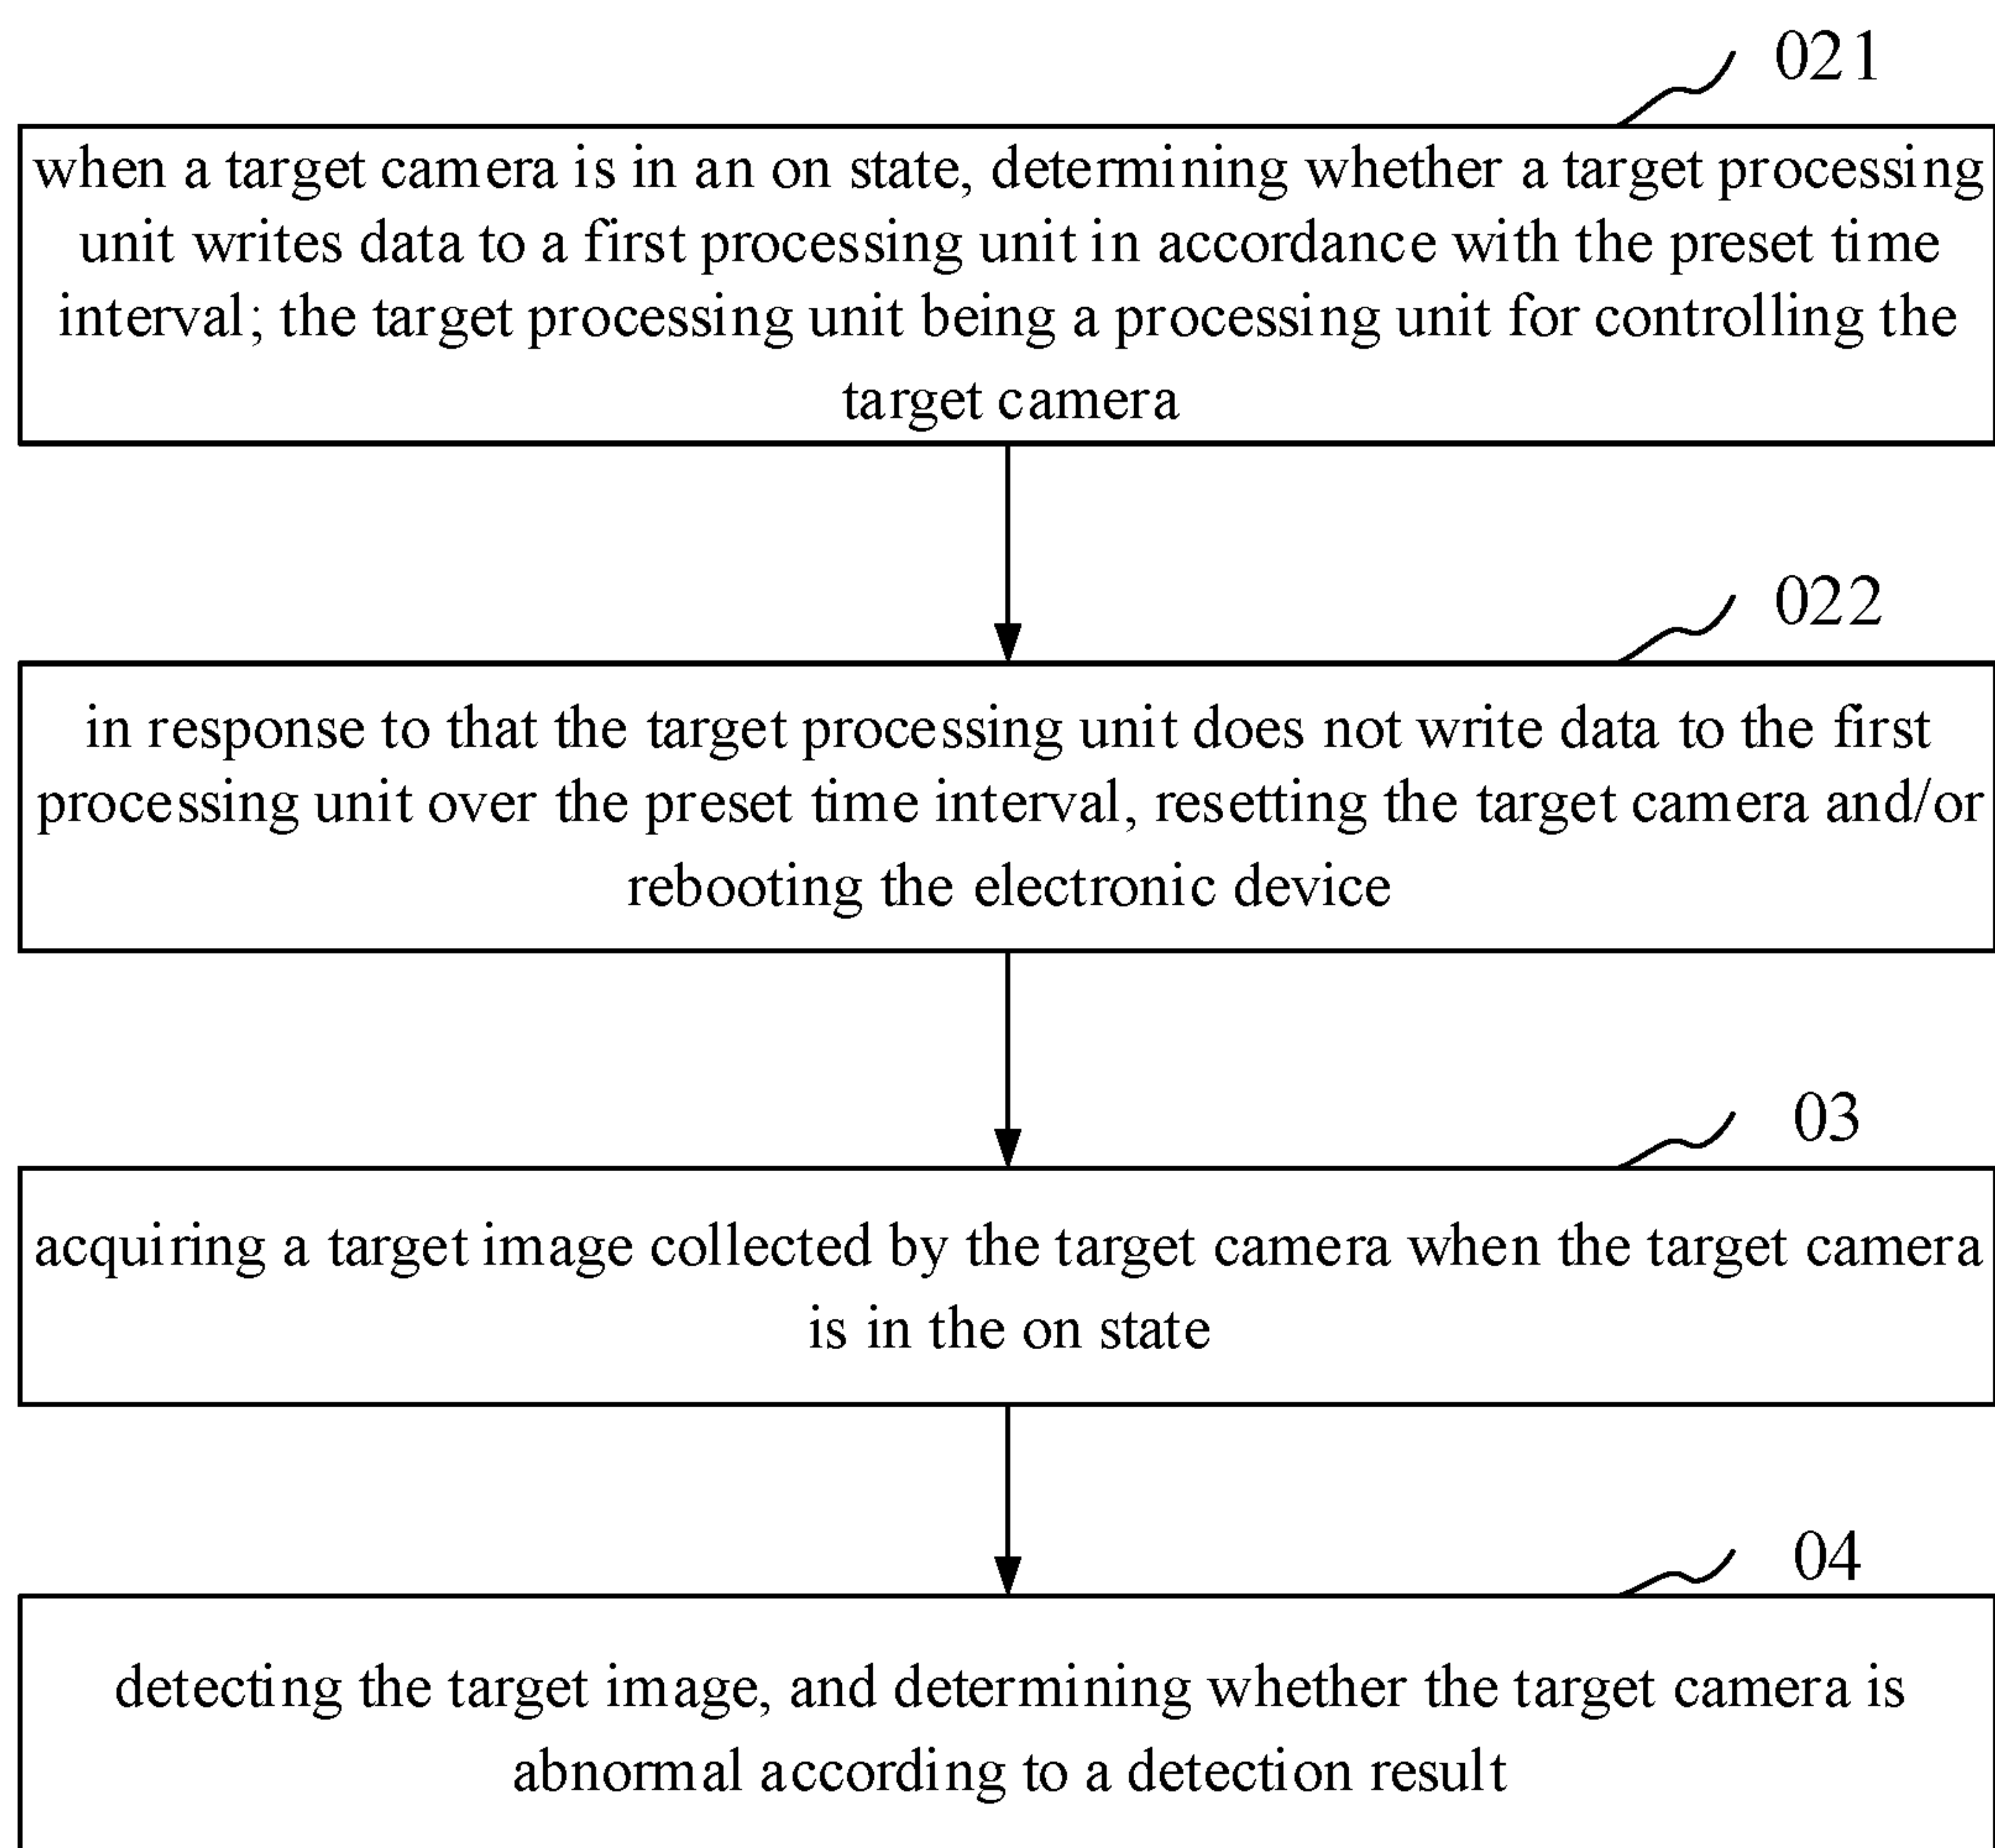 021
when a target camera is in an on state, determining whether a target processing
unit writes data to a first processing unit in accordance with the preset time
interval; the target processing unit being a processing unit for controlling the
target camera
022
in response to that the target processing unit does not write data to the first
processing unit over the preset time interval, resetting the target camera and/or
rebooting the electronic device
03
acquiring a target image collected by the target camera when the target camera
is in the on state
04
detecting the target image, and determining whether the target camera is
abnormal according to a detection result